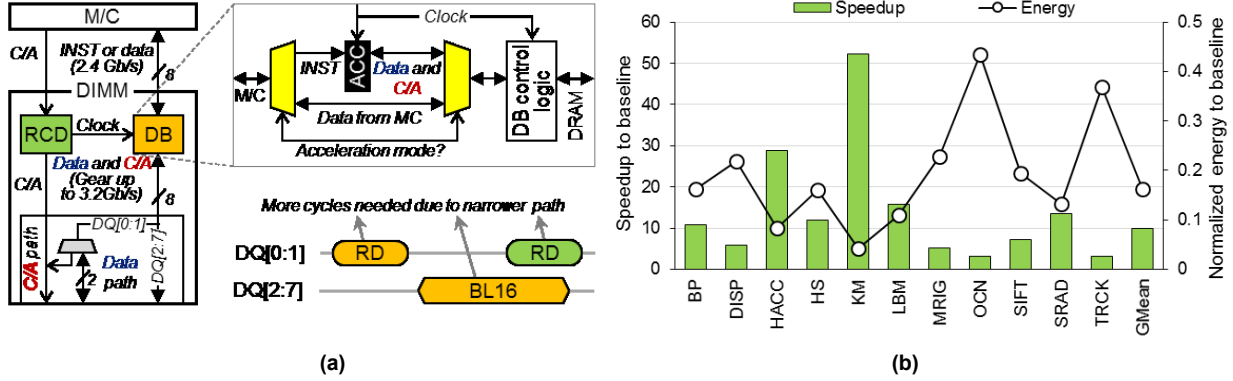 M/C
C/A
INST or data
(2.4 Gb/s)
8
DIMM
RCD
Clock
DB
Data and C/A
(Gear up
to 3.2Gb/s)
C/A
8
DQ[0:1]
DQ[2:7]
C/A path
2
Data
path
Clock
ACC
INST
Data and
C/A
M/C
Data from MC
DB control
logic
DRAM
Acceleration mode?
More cycles needed due to narrower path
DQ[0:1]
RD
RD
DQ[2:7]
BL16
(a)
Speedup
Energy
Speedup to baseline
60
50
40
30
20
10
0
Normalized energy to baseline
0.5
0.4
0.3
0.2
0.1
0
BP
DISP
HACC
HS
KM
LBM
MRIG
OCN
SIFT
SRAD
TRCK
GMean
(b)